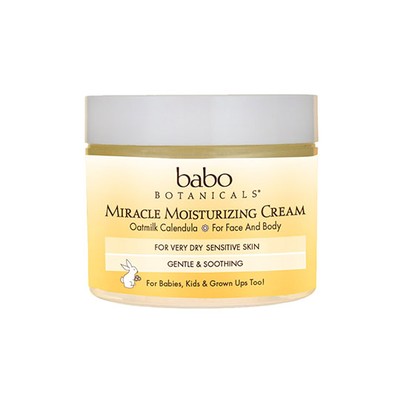 babo
BOTANICALS®
MIRACLE MOISTURIZING CREAM
Oatmilk Calendula For Face And Body
FOR VERY DRY SENSITIVE SKIN
GENTLE & SOOTHING
For Babies, Kids & Grown Ups Too!